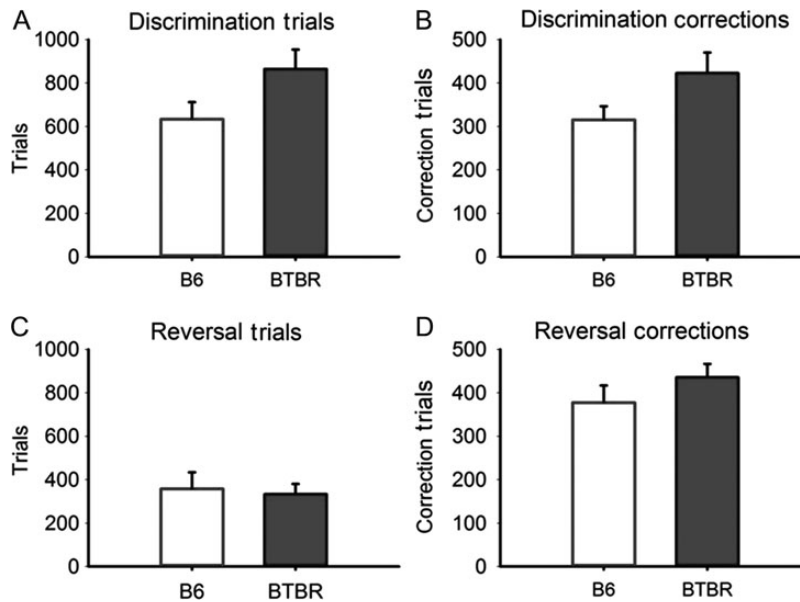 A
Discrimination trials
1000
800
600
400
200
0
Trials
B6
BTBR
B
Discrimination corrections
500
400
300
200
100
0
Correction trials
B6
BTBR
C
Reversal trials
1000
800
600
400
200
0
Trials
B6
BTBR
D
Reversal corrections
500
400
300
200
100
0
Correction trials
B6
BTBR